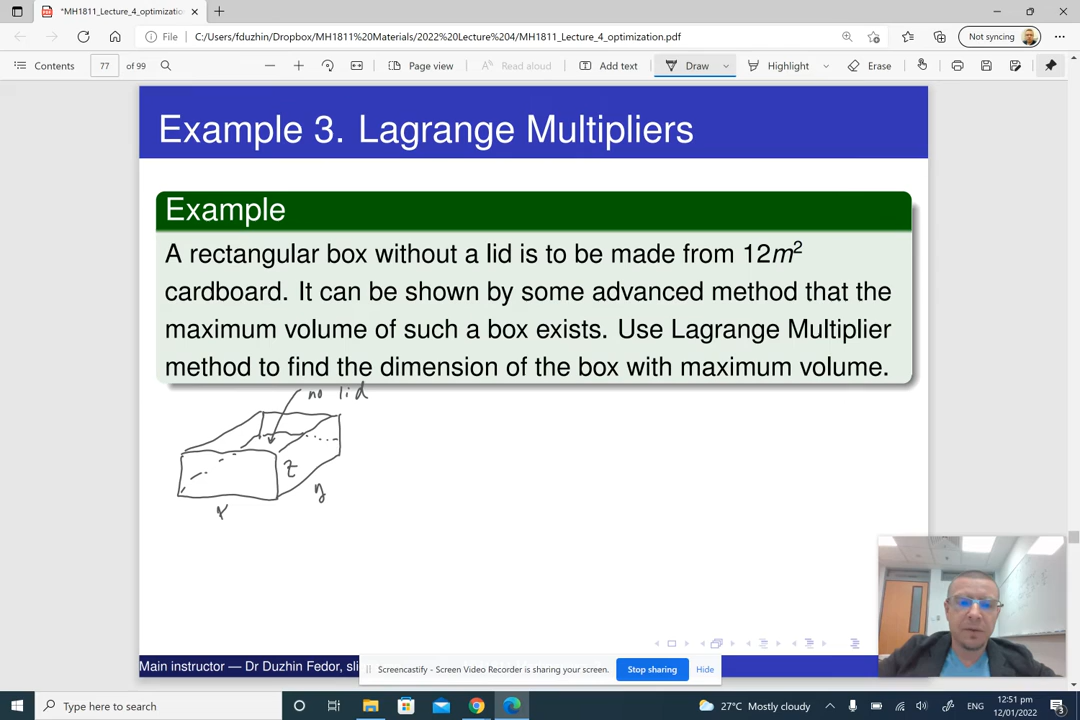 *MH1811_Lecture_4_optimizatio
File
C:/Users/fduzhin/Dropbox/MH1811%20Materials/2022%20Lecture%204/MH1811_Lecture_4_optimization.pdf
Not syncing
Contents
77
of 99
Page view
Read aloud
Add text
Draw
Highlight
Erase
Example 3. Lagrange Multipliers
Example
A rectangular box without a lid is to be made from 12m²
cardboard. It can be shown by some advanced method that the
maximum volume of such a box exists. Use Lagrange Multiplier
method to find the dimension of the box with maximum volume.
no lid
z
y
x
Main instructor — Dr Duzhin Fedor, sli
Screencastify - Screen Video Recorder is sharing your screen.
Stop sharing
Hide
Type here to search
27°C Mostly cloudy
ENG
12:51 pm
12/01/2022
3